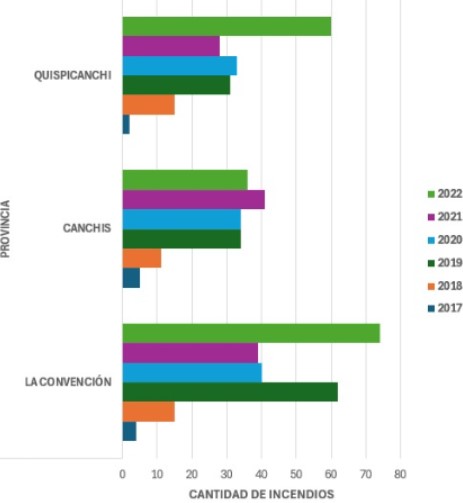 QUISPICANCHI
CANCHIS
LA CONVENCIÓN
PROVINCIA
2022
2021
2020
2019
2018
2017
0 10 20 30 40 50 60 70 80
CANTIDAD DE INCENDIOS